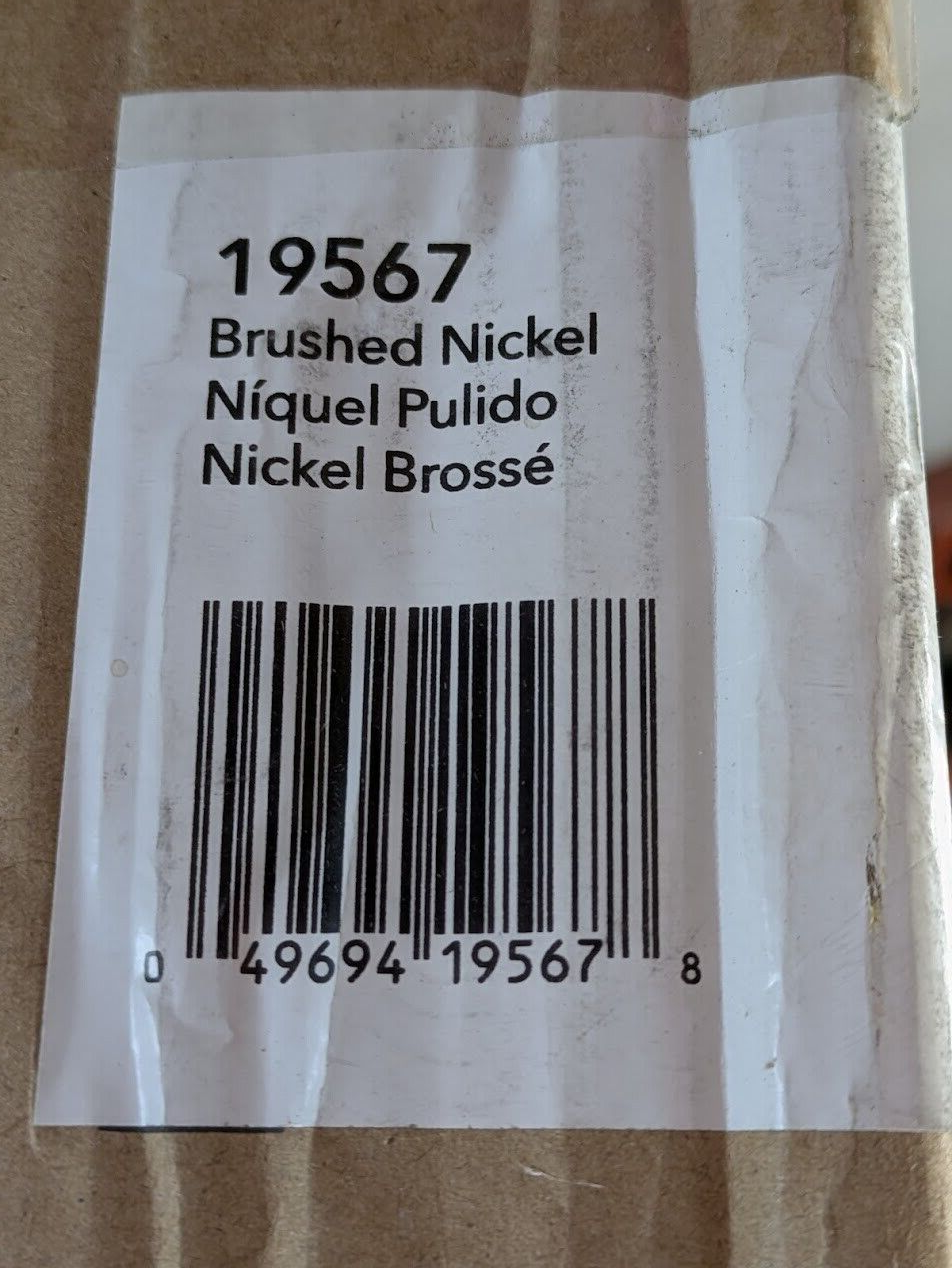 19567
Brushed Nickel
Níquel Pulido
Nickel Brossé
0 49694 19567 8